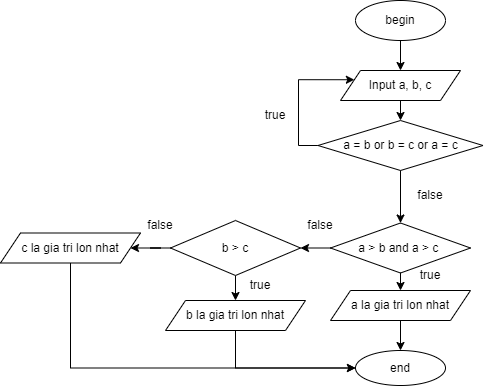 begin
Input a, b, c
true
a = b or b = c or a = c
false
false
false
c la gia tri lon nhat
b > c
a > b and a > c
true
true
b la gia tri lon nhat
a la gia tri lon nhat
end